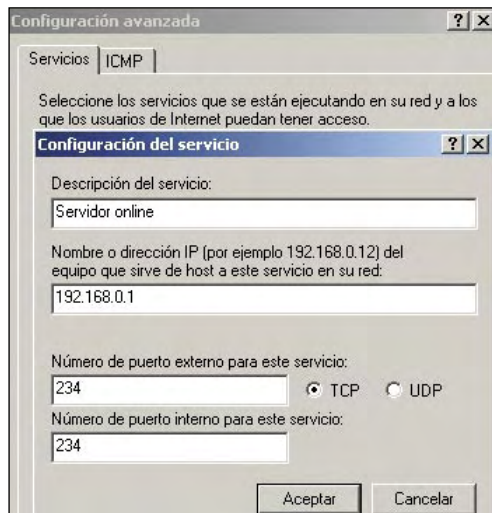 Configuración avanzada
Servicios
ICMP
Seleccione los servicios que se están ejecutando en su red y a los
que los usuarios de Internet puedan tener acceso.
Configuración del servicio
Descripción del servicio:
Servidor online
Nombre o dirección IP (por ejemplo 192.168.0.12) del
equipo que sirve de host a este servicio en su red:
192.168.0.1
Número de puerto externo para este servicio:
234
TCP
UDP
Número de puerto interno para este servicio:
234
Aceptar
Cancelar